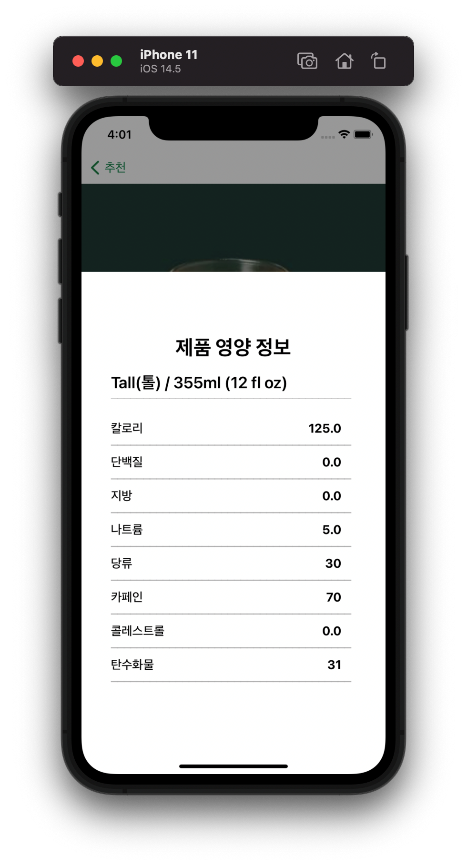 iPhone 11
iOS 14.5
4:01
추천
제품 영양 정보
Tall(톨) / 355ml (12 fl oz)
칼로리 125.0
단백질 0.0
지방 0.0
나트륨 5.0
당류 30
카페인 70
콜레스트롤 0.0
탄수화물 31